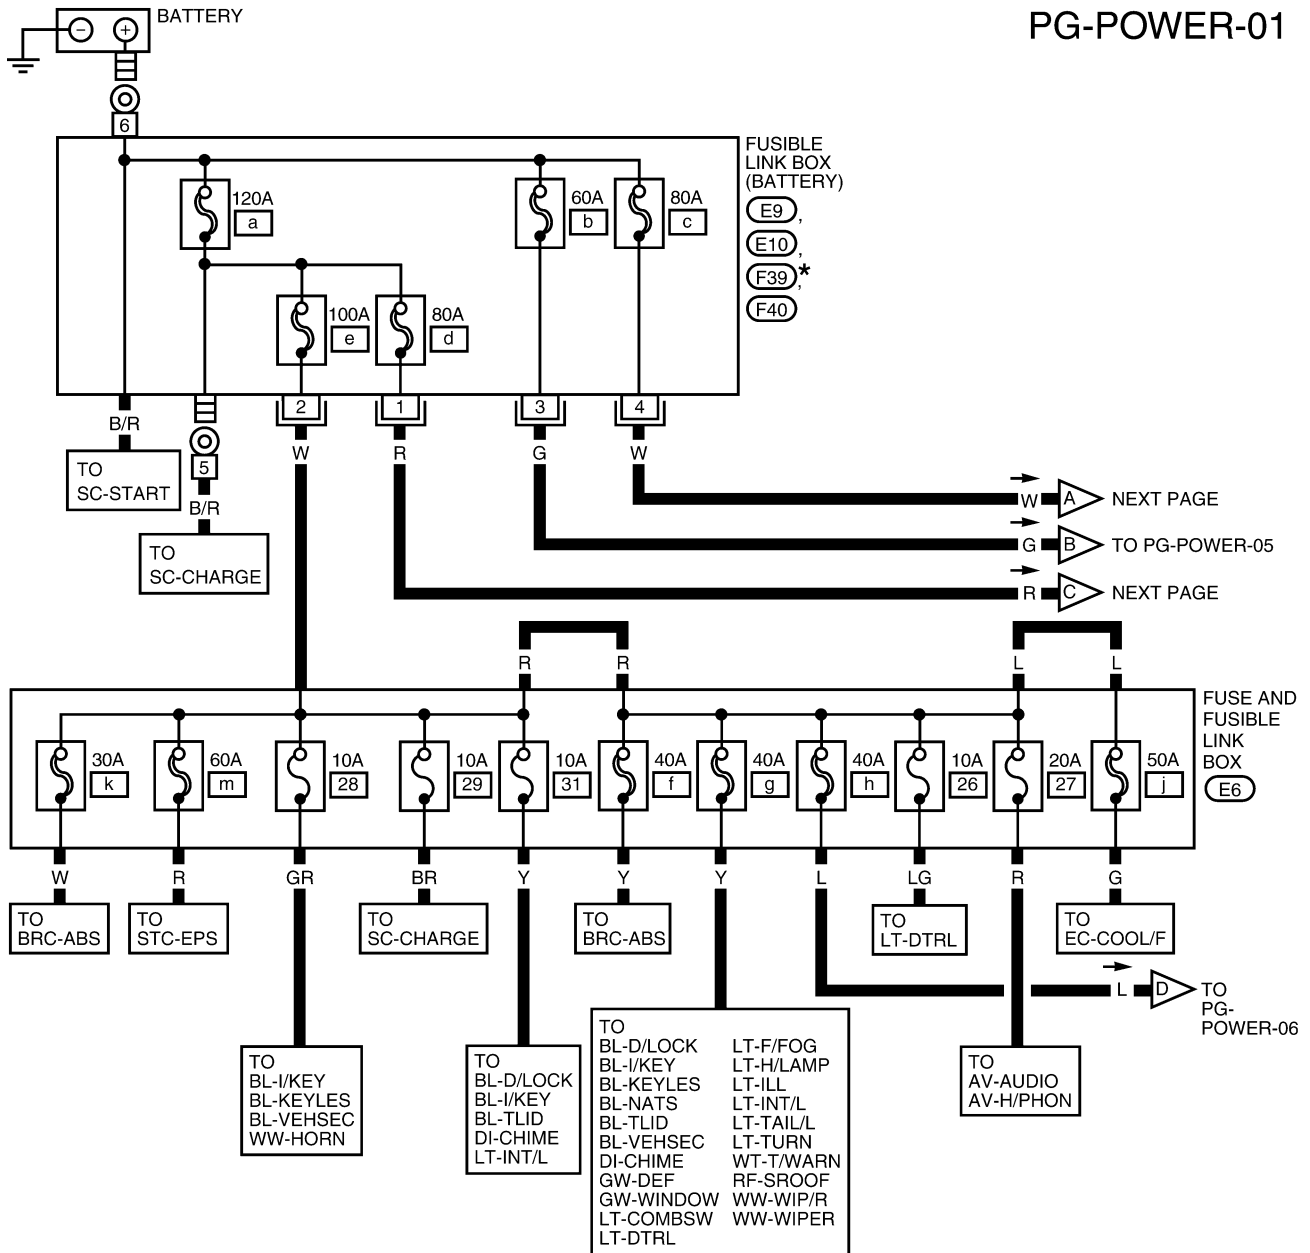 PG-POWER-01
BATTERY
−
+
6
FUSIBLE
LINK BOX
(BATTERY)
E9,
E10,
F39,*
F40
120A
a
60A
b
80A
c
100A
e
80A
d
2
1
3
4
B/R
W
R
G
W
TO
SC-START
5
B/R
TO
SC-CHARGE
W A NEXT PAGE
G B TO PG-POWER-05
R C NEXT PAGE
R
R
L
L
FUSE AND
FUSIBLE
LINK
BOX
E6
30A
k
60A
m
10A
28
10A
29
10A
31
40A
f
40A
g
40A
h
10A
26
20A
27
50A
j
W
R
GR
BR
Y
Y
Y
L
LG
R
G
TO
BRC-ABS
TO
STC-EPS
TO
SC-CHARGE
TO
BRC-ABS
TO
LT-DTRL
TO
EC-COOL/F
L D TO
PG-
POWER-06
TO
BL-I/KEY
BL-KEYLES
BL-VEHSEC
WW-HORN
TO
BL-D/LOCK
BL-I/KEY
BL-TLID
DI-CHIME
LT-INT/L
TO
BL-D/LOCK
BL-I/KEY
BL-KEYLES
BL-NATS
BL-TLID
BL-VEHSEC
DI-CHIME
GW-DEF
GW-WINDOW
LT-COMBSW
LT-DTRL
LT-F/FOG
LT-H/LAMP
LT-ILL
LT-INT/L
LT-TAIL/L
LT-TURN
WT-T/WARN
RF-SROOF
WW-WIP/R
WW-WIPER
TO
AV-AUDIO
AV-H/PHON